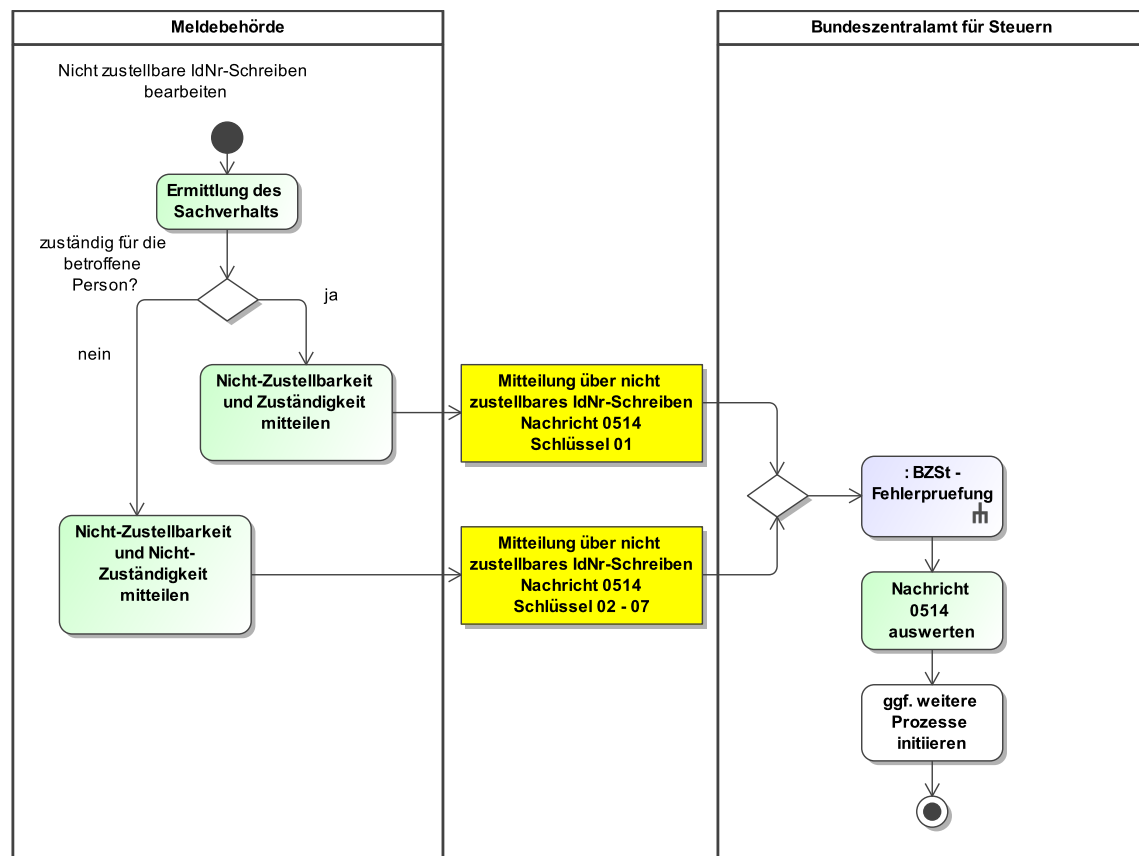 Meldebehörde
Bundeszentralamt für Steuern
Nicht zustellbare IdNr-Schreiben
bearbeiten
Ermittlung des
Sachverhalts
zuständig für die
betroffene
Person?
ja
nein
Nicht-Zustellbarkeit
und Zuständigkeit
mitteilen
Mitteilung über nicht
zustellbares IdNr-Schreiben
Nachricht 0514
Schlüssel 01
Nicht-Zustellbarkeit
und Nicht-
Zuständigkeit
mitteilen
Mitteilung über nicht
zustellbares IdNr-Schreiben
Nachricht 0514
Schlüssel 02 - 07
: BZSt -
Fehlerpruefung
Nachricht
0514
auswerten
ggf. weitere
Prozesse
initiieren